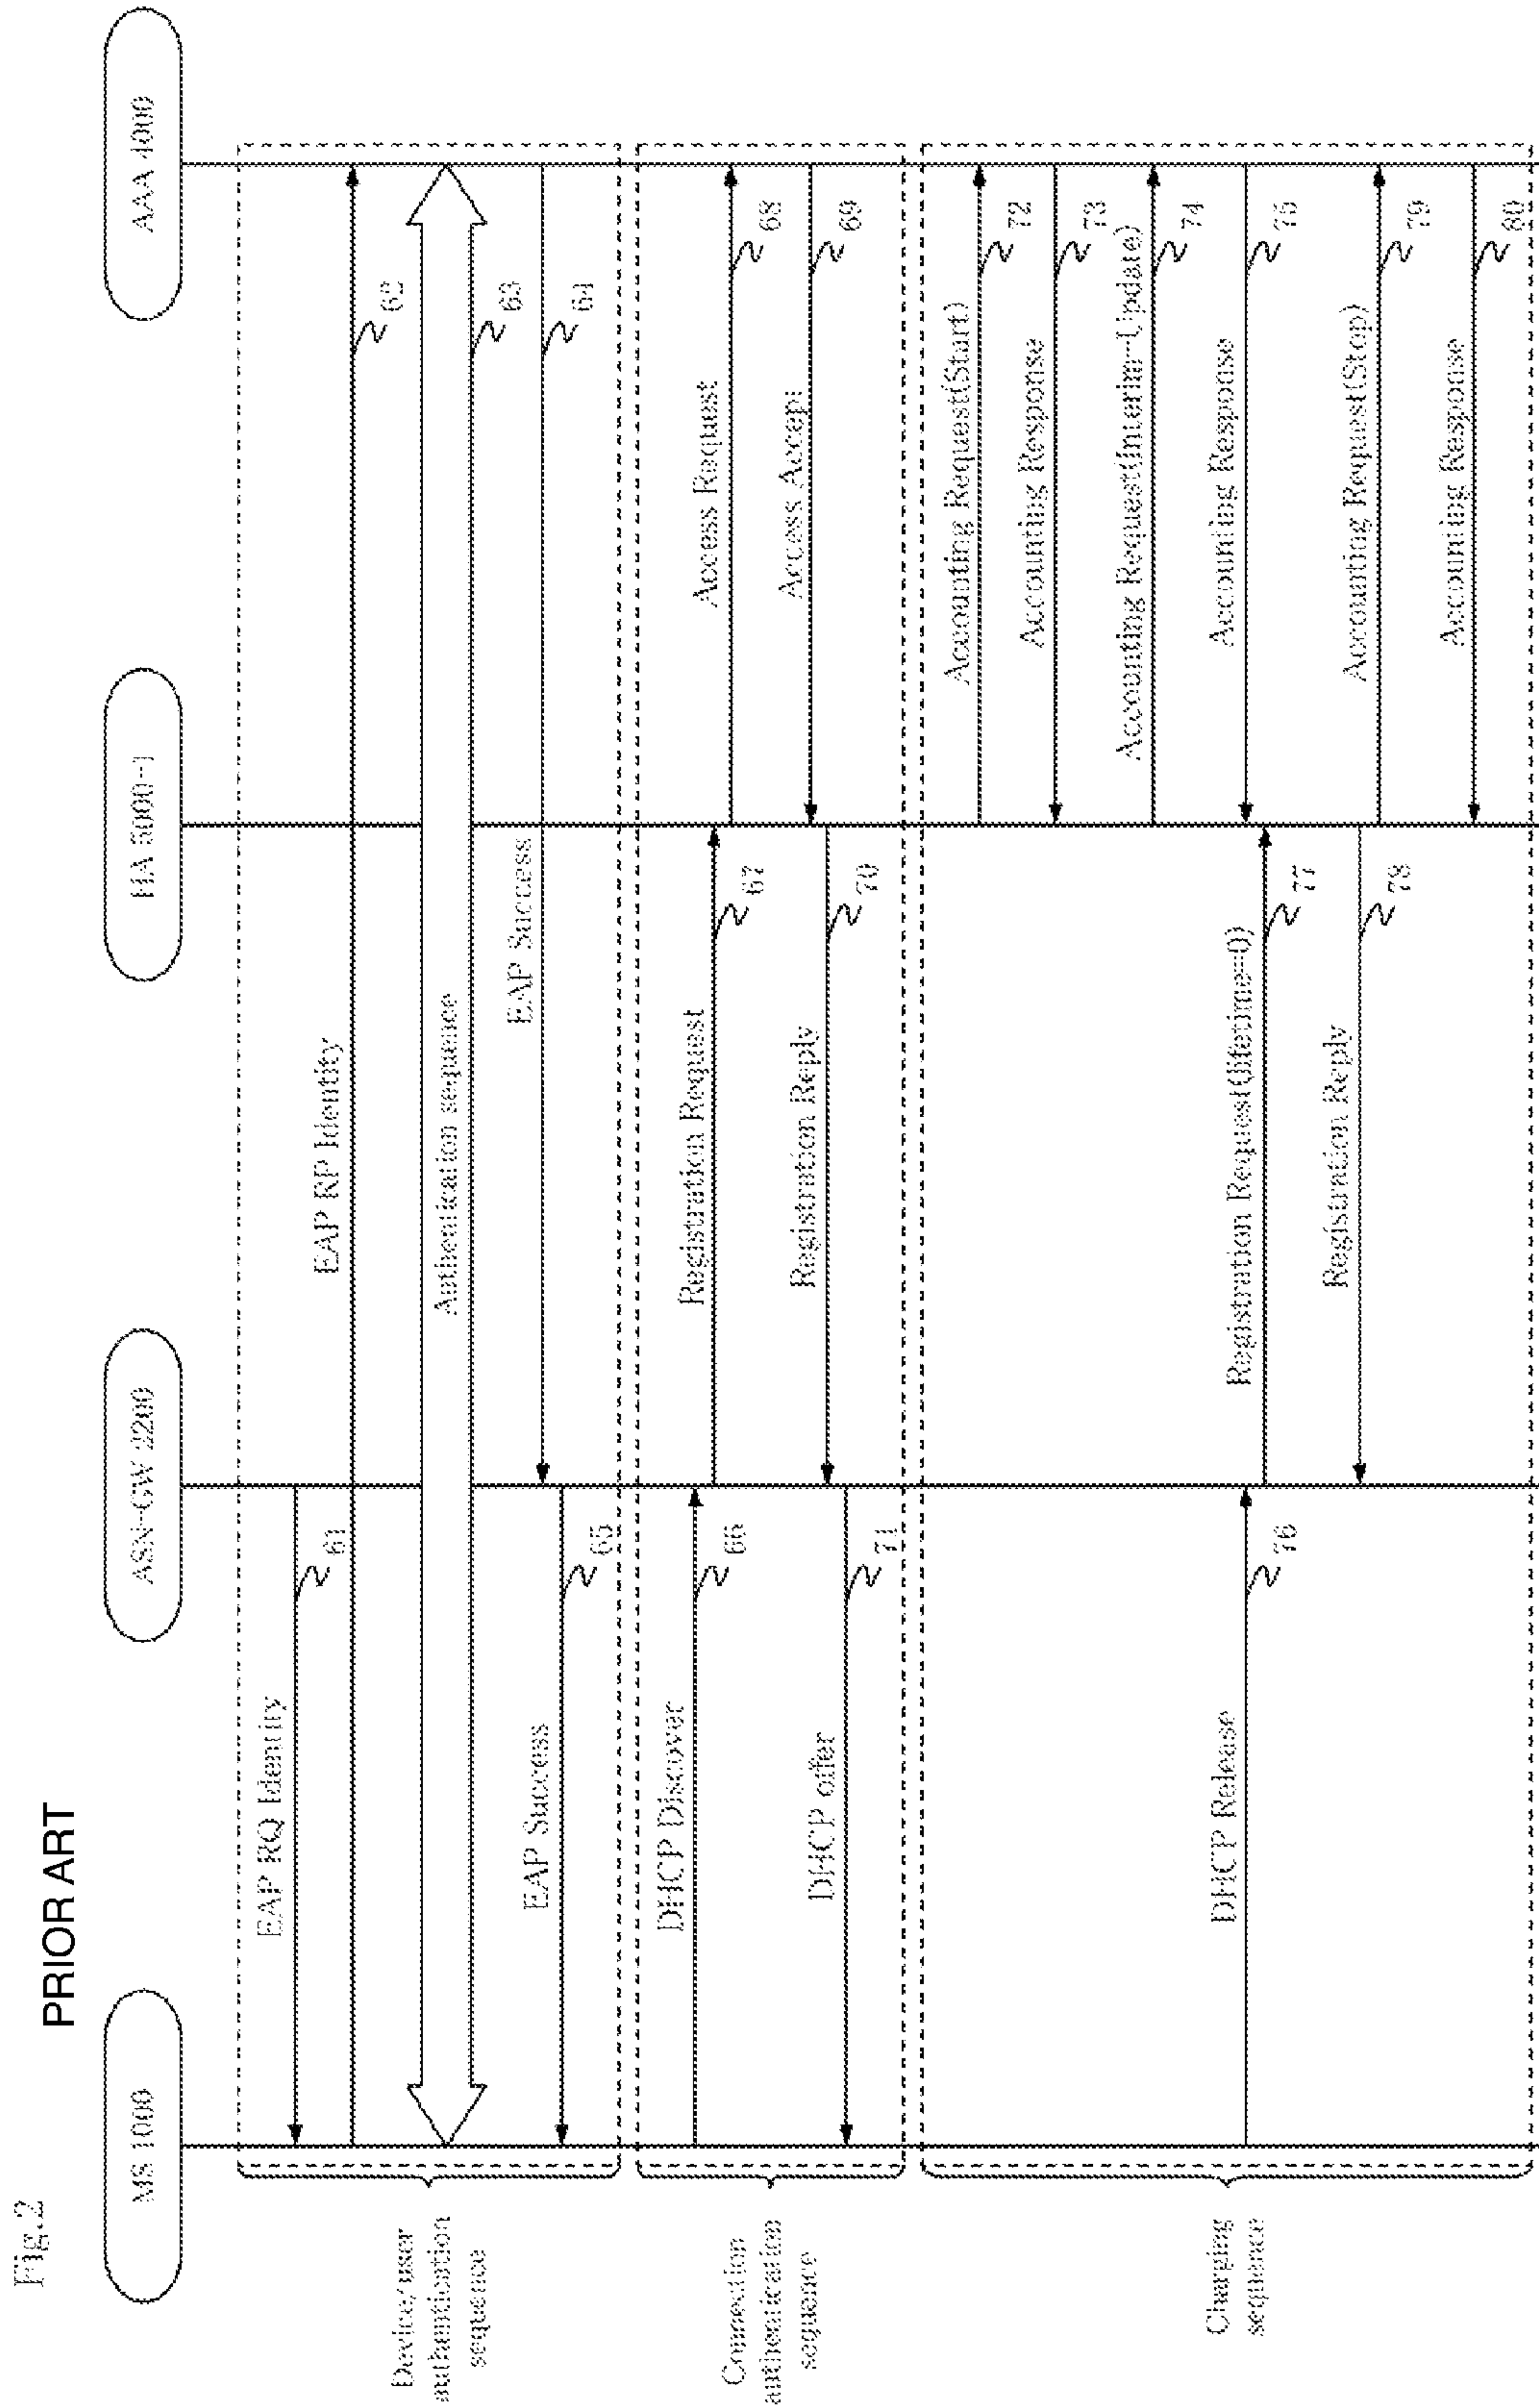 Fig.2
PRIOR ART
MS 1000
ASN-GW 2200
HA 3000-1
AAA 4000
Device/user
authentication
sequence
EAP RQ Identity
61
EAP RP Identity
62
Authentication sequence
63
EAP Success
64
EAP Success
65
Connection
authentication
sequence
DHCP Discover
66
Registration Request
67
Access Request
68
Access Accept
69
Registration Reply
70
DHCP offer
71
Charging
sequence
Accounting Request(Start)
72
Accounting Response
73
Accounting Request(Interim-Update)
74
Accounting Response
75
DHCP Release
76
Registration Request(lifetime=0)
77
Registration Reply
78
Accounting Request(Stop)
79
Accounting Response
80